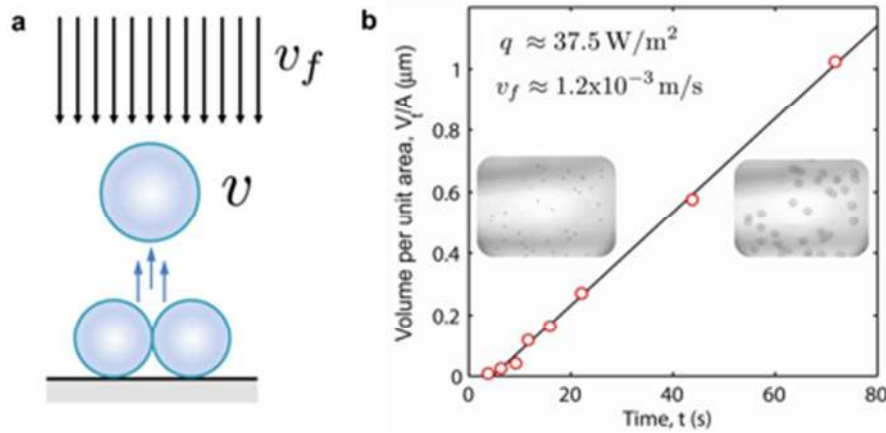 a
v_f
v
b
q ≈ 37.5 W/m²
v_f ≈ 1.2x10⁻³ m/s
Volume per unit area, V_t/A (μm)
1
0.8
0.6
0.4
0.2
0
0 20 40 60 80
Time, t (s)